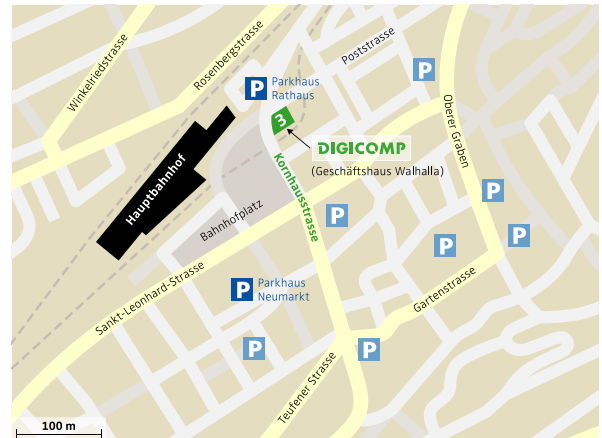 Winkelriedstrasse
Rosenbergstrasse
Poststrasse
P
P
Parkhaus
Rathaus
Oberer Graben
3
DIGICOMP
(Geschäftshaus Walhalla)
Hauptbahnhof
Kornhausstrasse
Bahnhofplatz
P
P
P
P
Sankt-Leonhard-Strasse
P
Parkhaus
Neumarkt
Gartenstrasse
P
P
Teufener Strasse
100 m